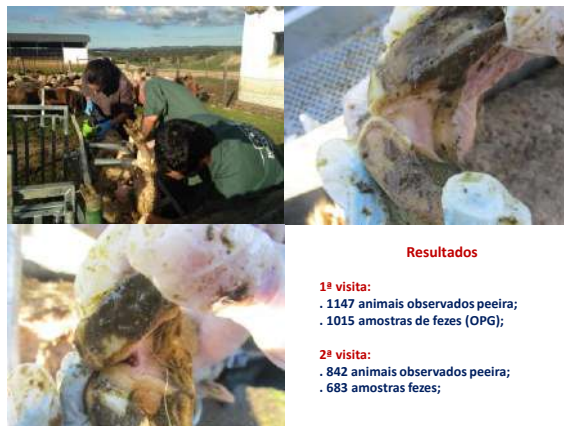 Resultados
1ª visita:
. 1147 animais observados peeira;
. 1015 amostras de fezes (OPG);
2ª visita:
. 842 animais observados peeira;
. 683 amostras fezes;